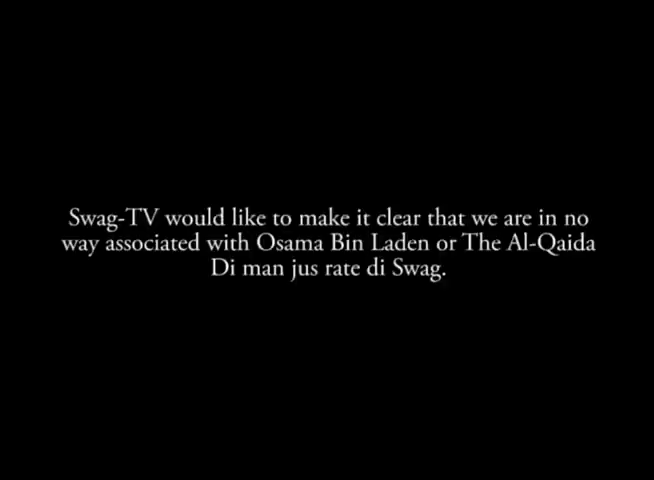 Swag-TV would like to make it clear that we are in no
way associated with Osama Bin Laden or The Al-Qaida
Di man jus rate di Swag.